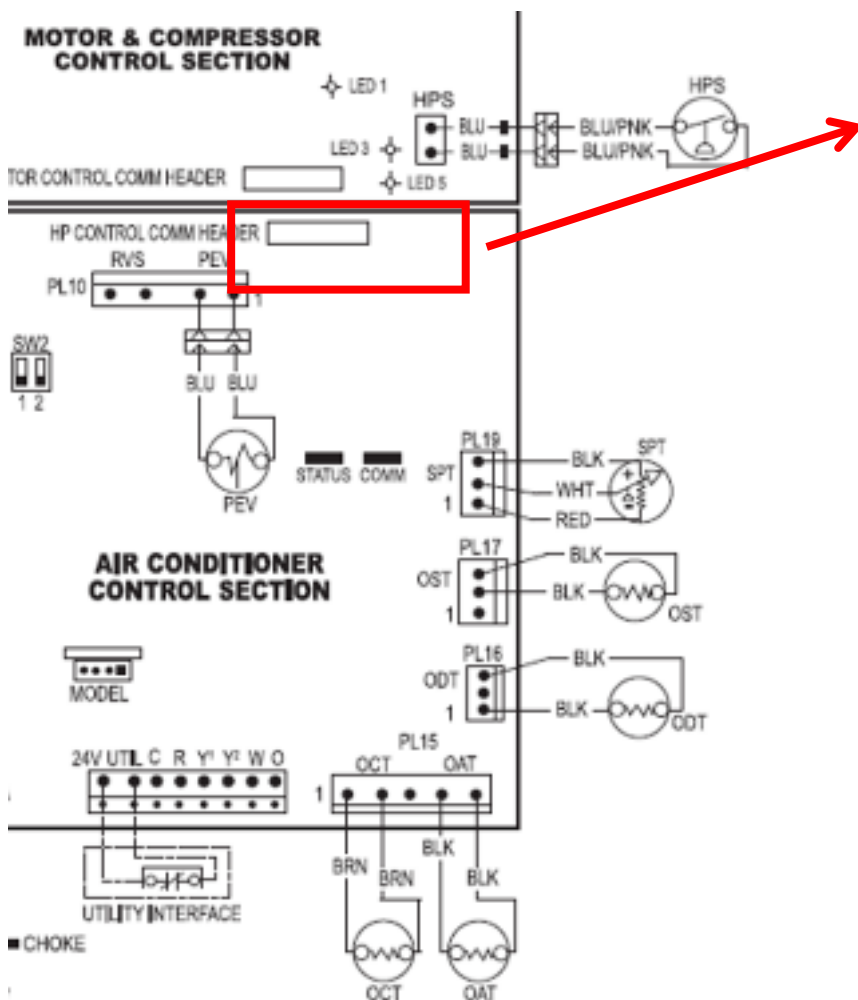 MOTOR & COMPRESSOR
CONTROL SECTION
LED 1
HPS
HPS
BLU
BLU/PNK
LED 3
BLU
BLU/PNK
TOR CONTROL COMM HEADER
LED 5
HP CONTROL COMM HEADER
RVS PEV
PL10
1
SW2
1 2
BLU BLU
PEV
STATUS COMM
PL19
SPT
BLK
SPT
WHT
1
RED
AIR CONDITIONER
CONTROL SECTION
PL17
BLK
OST
BLK
1
OST
PL16
BLK
ODT
1
BLK
ODT
MODEL
PL15
24V UTIL C R Y¹ Y² W O
OCT OAT
1
BRN BRN BLK BLK
UTILITY INTERFACE
CHOKE
OCT OAT